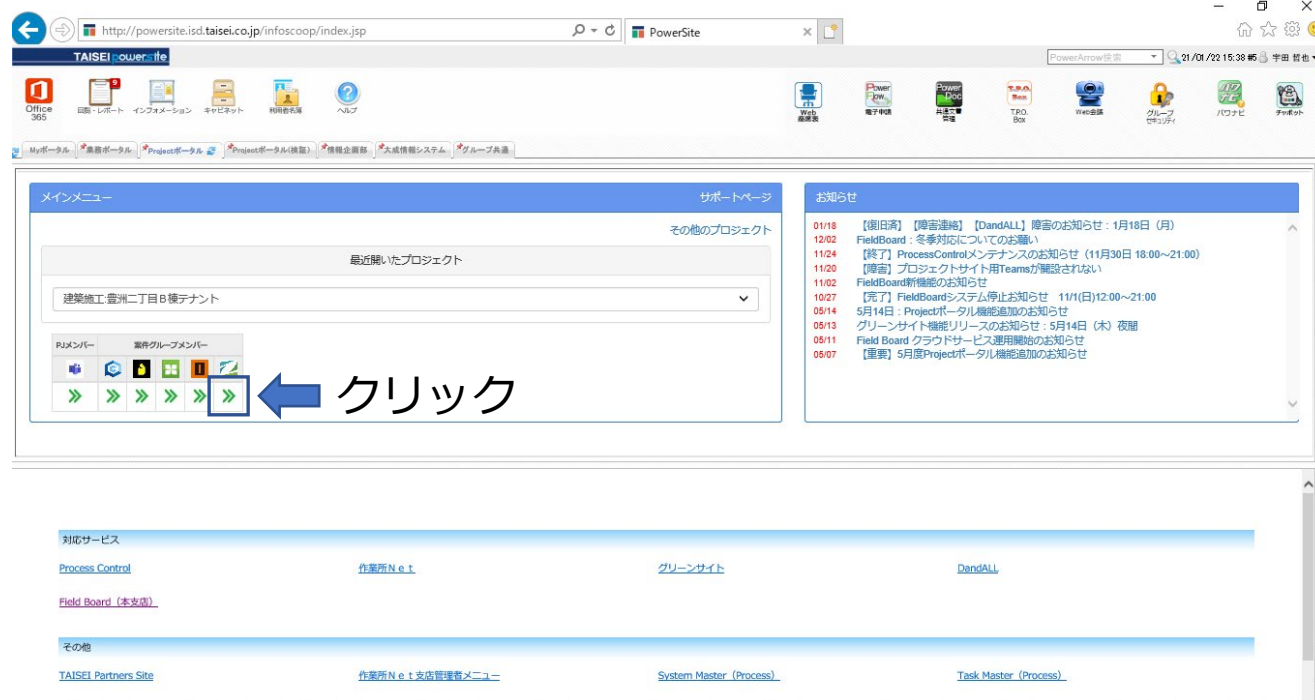 http://powersite.isd.taisei.co.jp/infoscoop/index.jsp
PowerSite
TAISEI powersite
PowerArrow検索
21/01/22 15:38 #5 宇田 哲也
Office 365
日報・レポート
インフォメーション
キャビネット
利用者名簿
ヘルプ
Web 座席表
Power Flow 電子申請
Power Doc 共通文書管理
T.P.O. Box
T.P.O. Box
Web会議
グループセキュリティ
パワナビ
パワナビ
チャボット
Myポータル
業務ポータル
Projectポータル
Projectポータル(検証)
情報企画部
大成情報システム
グループ共通
メインメニュー
サポートページ
その他のプロジェクト
最近開いたプロジェクト
建築施工:豊洲二丁目B棟テナント
PJメンバー
案件グループメンバー
クリック
お知らせ
01/18 【復旧済】【障害連絡】【DandALL】障害のお知らせ:1月18日(月)
12/02 FieldBoard:冬季対応についてのお願い
11/24 【終了】ProcessControlメンテナンスのお知らせ(11月30日 18:00~21:00)
11/20 【障害】プロジェクトサイト用Teamsが開設されない
11/02 FieldBoard新機能のお知らせ
10/27 【完了】FieldBoardシステム停止お知らせ 11/1(日)12:00~21:00
05/14 5月14日:Projectポータル機能追加のお知らせ
05/13 グリーンサイト機能リリースのお知らせ:5月14日(木)夜間
05/11 Field Board クラウドサービス運用開始のお知らせ
05/07 【重要】5月度Projectポータル機能追加のお知らせ
対応サービス
Process Control
作業所Net
グリーンサイト
DandALL
Field Board(本支店)
その他
TAISEI Partners Site
作業所Net支店管理者メニュー
System Master(Process)
Task Master(Process)